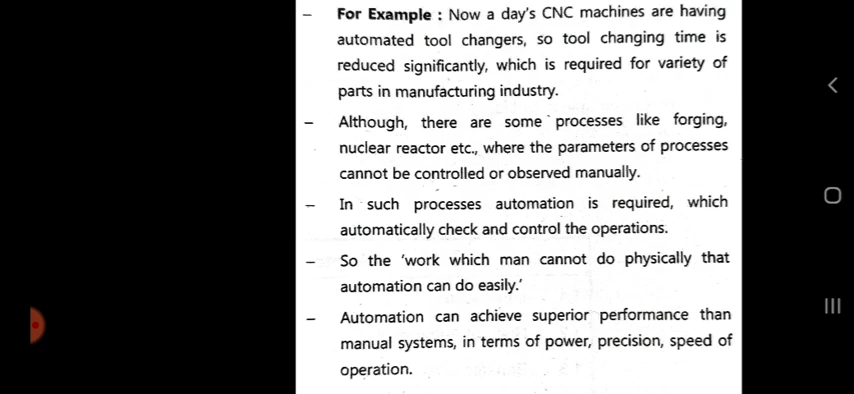 – For Example : Now a day's CNC machines are having
automated tool changers, so tool changing time is
reduced significantly, which is required for variety of
parts in manufacturing industry.
– Although, there are some processes like forging,
nuclear reactor etc., where the parameters of processes
cannot be controlled or observed manually.
– In such processes automation is required, which
automatically check and control the operations.
– So the 'work which man cannot do physically that
automation can do easily.'
– Automation can achieve superior performance than
manual systems, in terms of power, precision, speed of
operation.